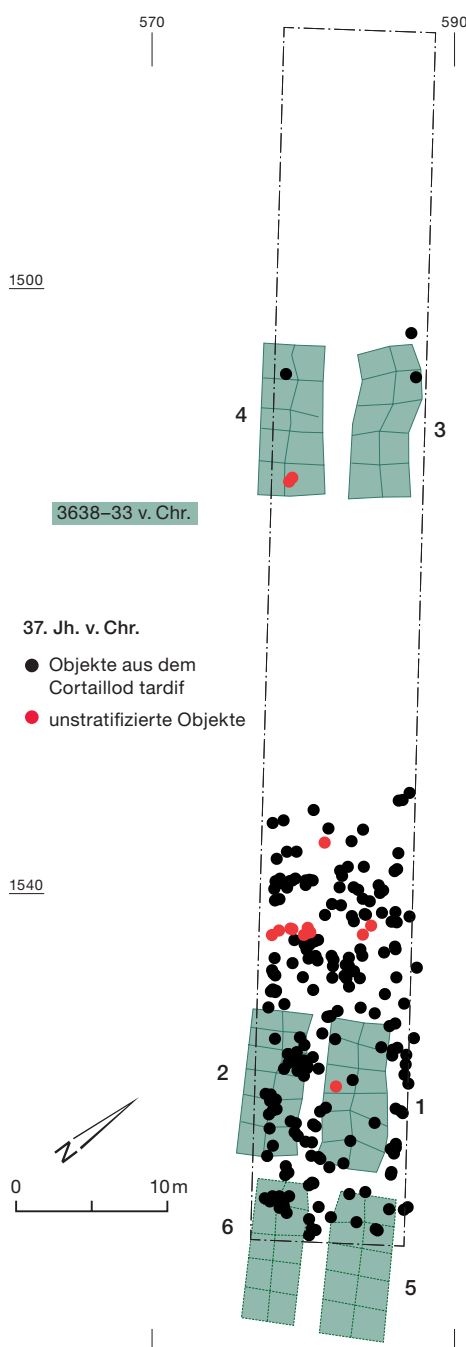 570
590
1500
4
3
3638–33 v. Chr.
37. Jh. v. Chr.
Objekte aus dem
Cortaillod tardif
unstratifizierte Objekte
1540
2
1
N
0
10 m
6
5